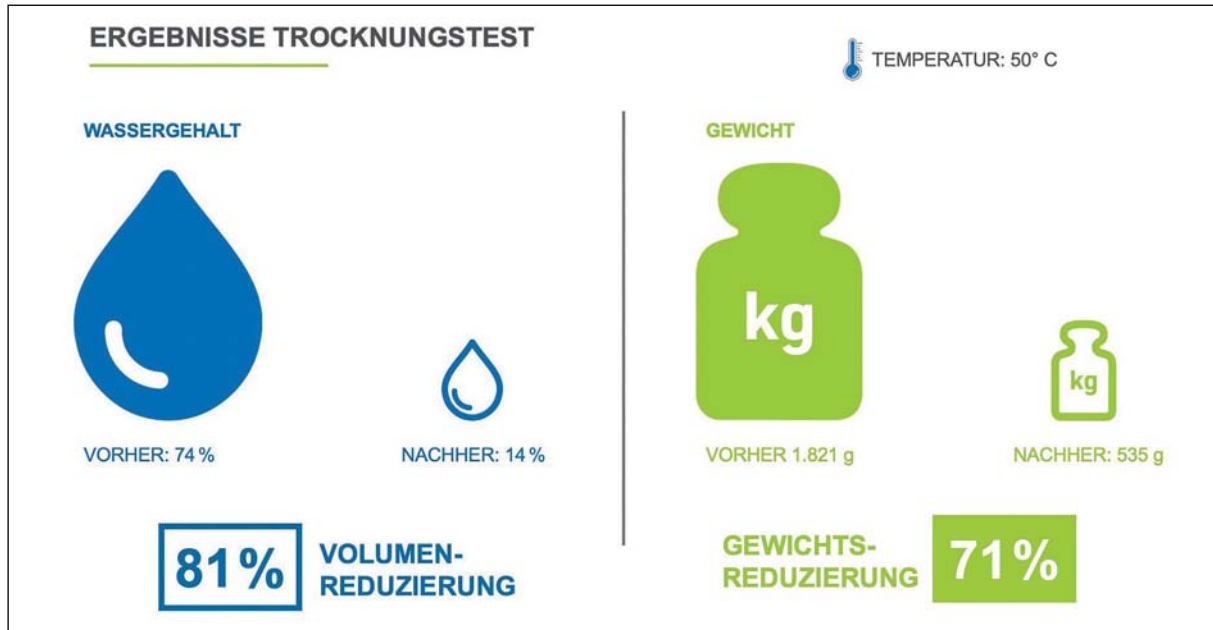 ERGEBNISSE TROCKNUNGSTEST
TEMPERATUR: 50° C
WASSERGEHALT
VORHER: 74 %
NACHHER: 14 %
81 %
VOLUMEN-
REDUZIERUNG
GEWICHT
kg
kg
VORHER 1.821 g
NACHHER: 535 g
GEWICHTS-
REDUZIERUNG
71 %